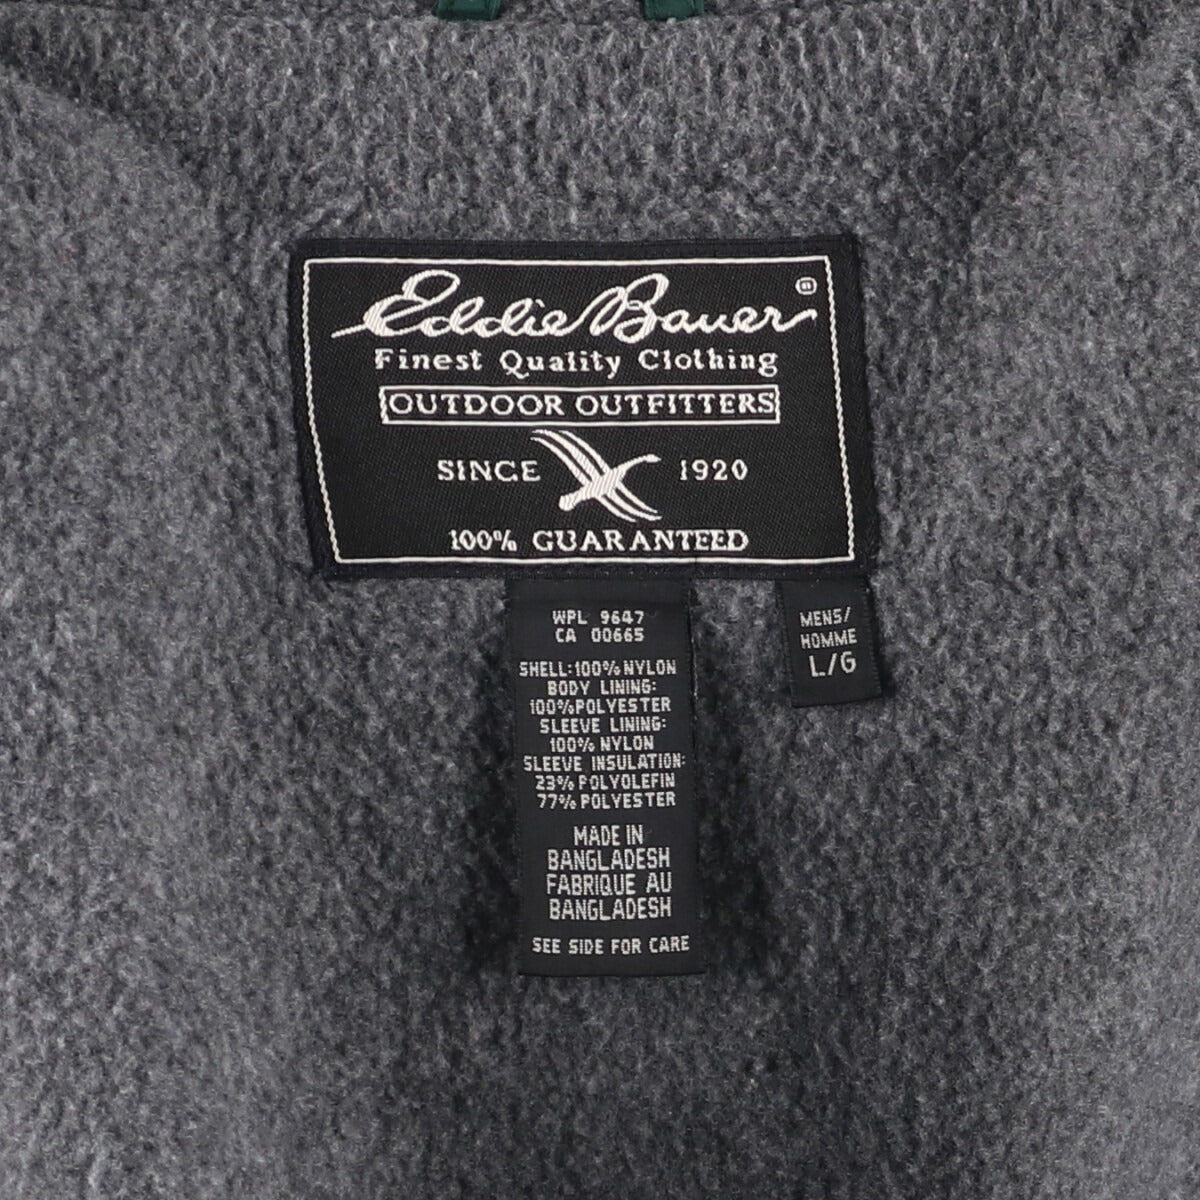 Eddie Bauer®
Finest Quality Clothing
OUTDOOR OUTFITTERS
SINCE 1920
100% GUARANTEED
WPL 9647
CA 00665
SHELL:100% NYLON
BODY LINING:
100%POLYESTER
SLEEVE LINING:
100% NYLON
SLEEVE INSULATION:
23% POLYOLEFIN
77% POLYESTER
MADE IN
BANGLADESH
FABRIQUE AU
BANGLADESH
SEE SIDE FOR CARE
MENS/
HOMME
L/G